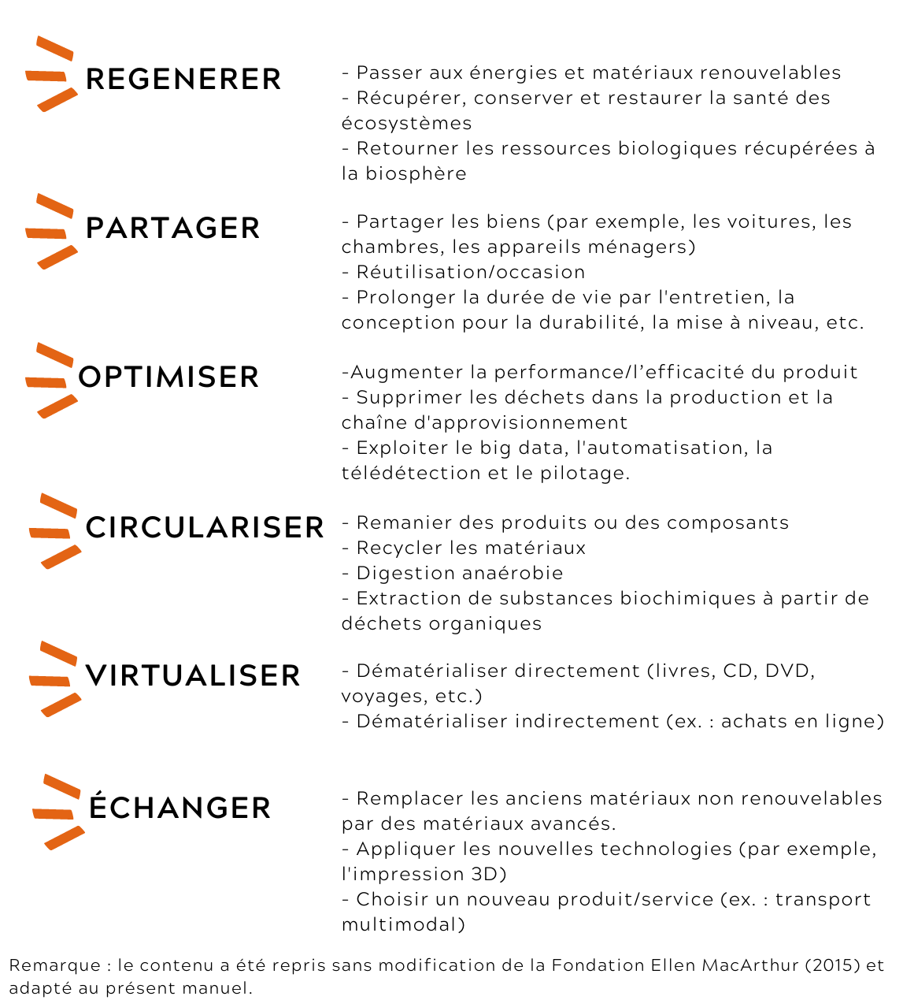 REGENERER
- Passer aux énergies et matériaux renouvelables
- Récupérer, conserver et restaurer la santé des
écosystèmes
- Retourner les ressources biologiques récupérées à
la biosphère
PARTAGER
- Partager les biens (par exemple, les voitures, les
chambres, les appareils ménagers)
- Réutilisation/occasion
- Prolonger la durée de vie par l'entretien, la
conception pour la durabilité, la mise à niveau, etc.
OPTIMISER
-Augmenter la performance/l’efficacité du produit
- Supprimer les déchets dans la production et la
chaîne d'approvisionnement
- Exploiter le big data, l'automatisation, la
télédétection et le pilotage.
CIRCULARISER
- Remanier des produits ou des composants
- Recycler les matériaux
- Digestion anaérobie
- Extraction de substances biochimiques à partir de
déchets organiques
VIRTUALISER
- Dématérialiser directement (livres, CD, DVD,
voyages, etc.)
- Dématérialiser indirectement (ex. : achats en ligne)
ÉCHANGER
- Remplacer les anciens matériaux non renouvelables
par des matériaux avancés.
- Appliquer les nouvelles technologies (par exemple,
l'impression 3D)
- Choisir un nouveau produit/service (ex. : transport
multimodal)
Remarque : le contenu a été repris sans modification de la Fondation Ellen MacArthur (2015) et
adapté au présent manuel.